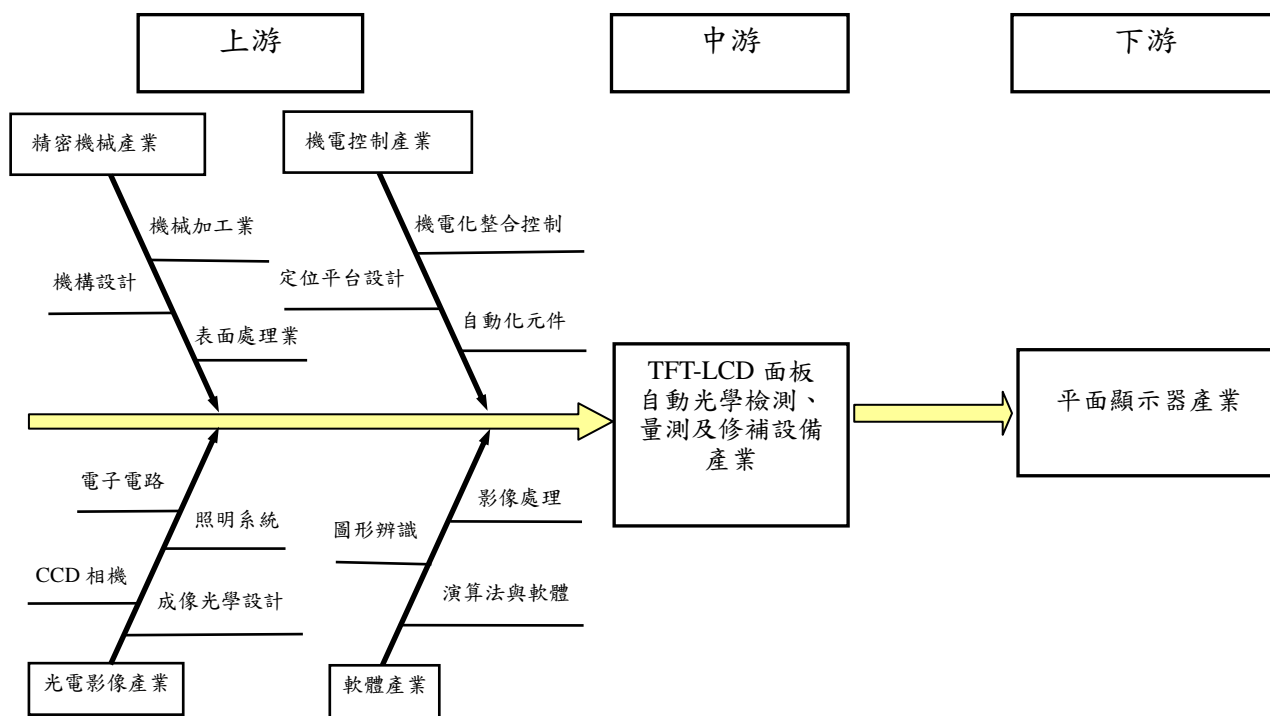 上游
中游
下游
精密機械產業
機電控制產業
機械加工業
機電化整合控制
機構設計
定位平台設計
表面處理業
自動化元件
TFT-LCD 面板
自動光學檢測、
量測及修補設備
產業
平面顯示器產業
電子電路
影像處理
照明系統
圖形辨識
CCD 相機
成像光學設計
演算法與軟體
光電影像產業
軟體產業